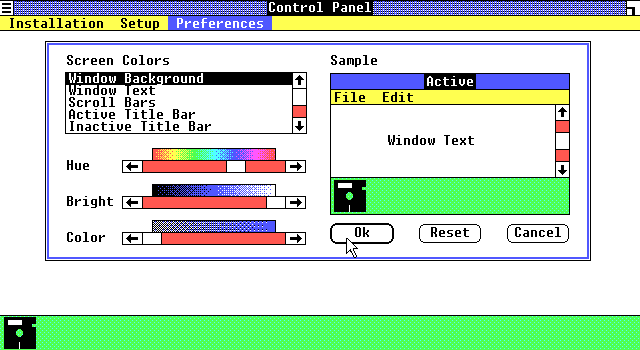 Control Panel
Installation Setup Preferences
Screen Colors
Window Background
Window Text
Scroll Bars
Active Title Bar
Inactive Title Bar
Hue
Bright
Color
Sample
Active
File Edit
Window Text
Ok Reset Cancel